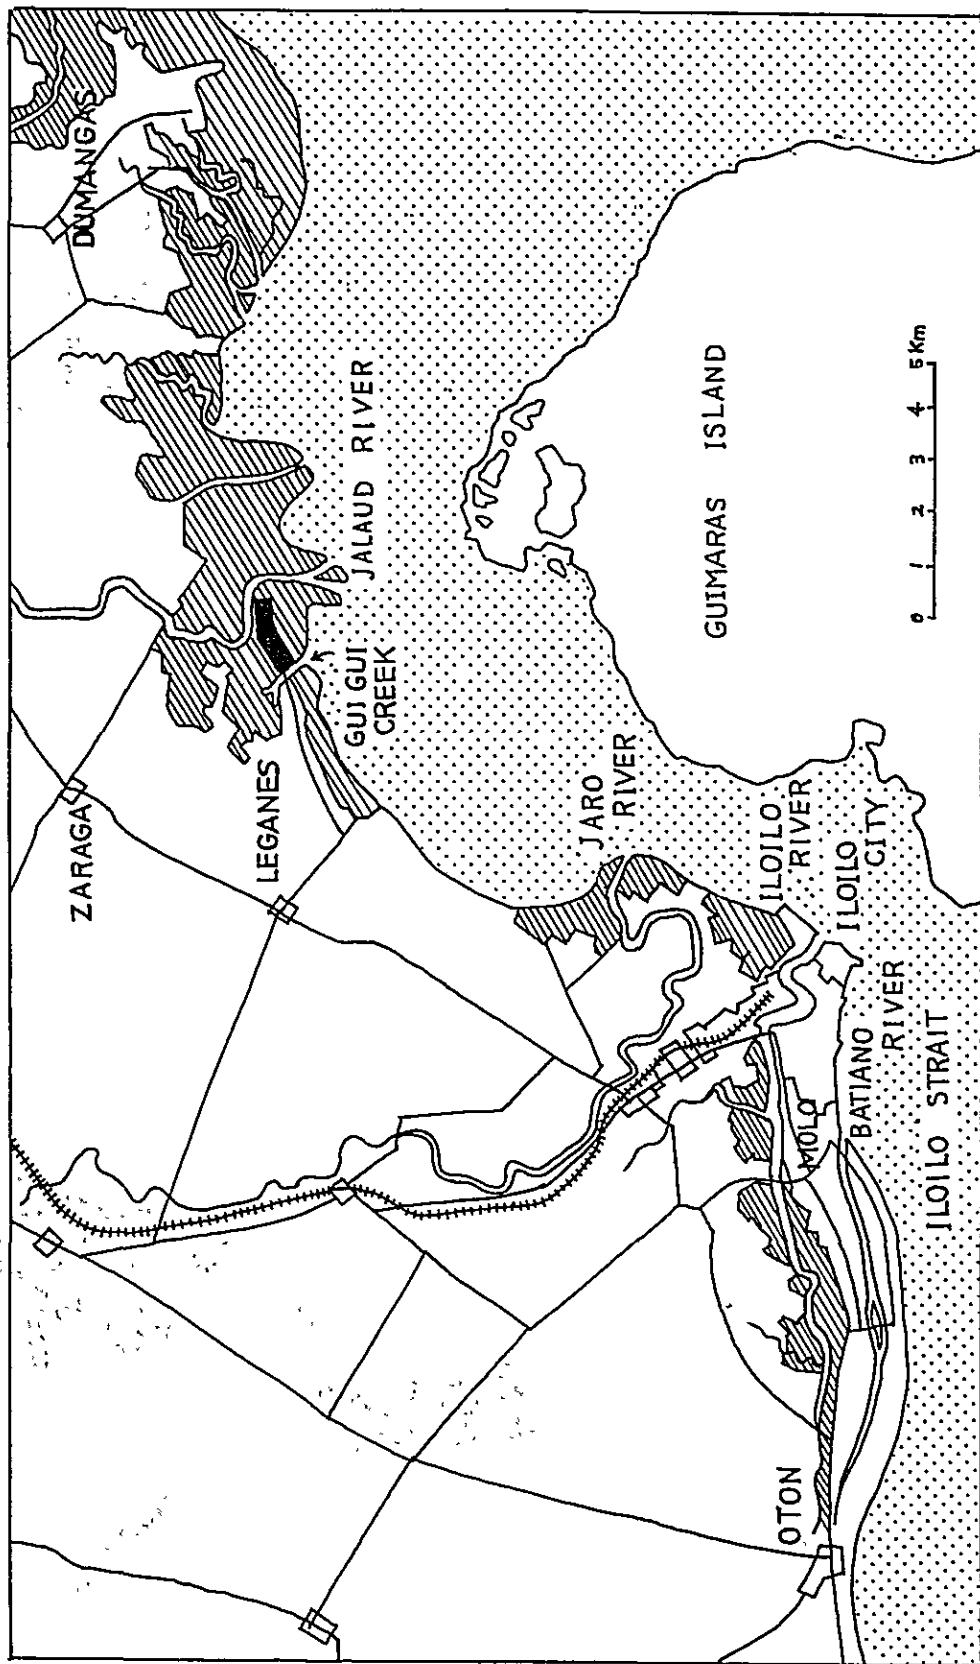 DUMANGAS
ZARAGA
JALAUD RIVER
GUI GUI
CREEK
LEGANES
GUIMARAS ISLAND
0 1 2 3 4 5 Km
JARO
RIVER
ILOILO
RIVER
ILOILO
CITY
MOLO
BATIANO
RIVER
ILOILO STRAIT
OTON